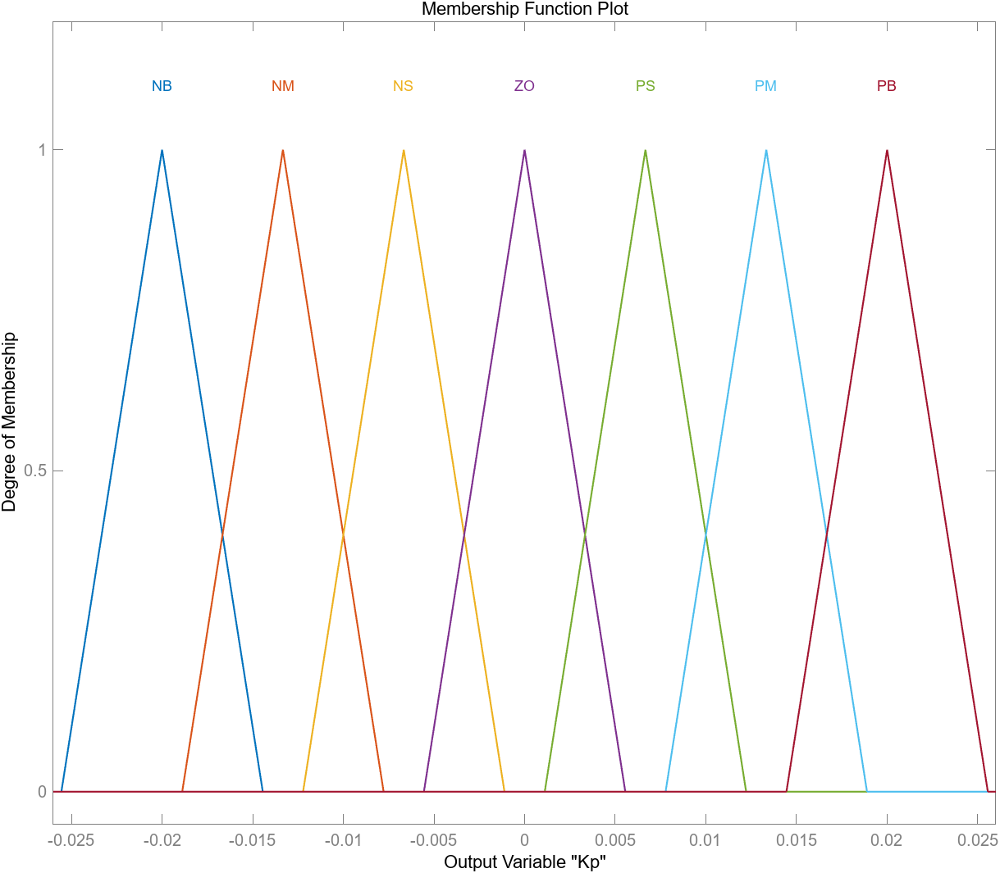 Membership Function Plot
NB NM NS ZO PS PM PB
1
0.5
0
Degree of Membership
-0.025 -0.02 -0.015 -0.01 -0.005 0 0.005 0.01 0.015 0.02 0.025
Output Variable "Kp"